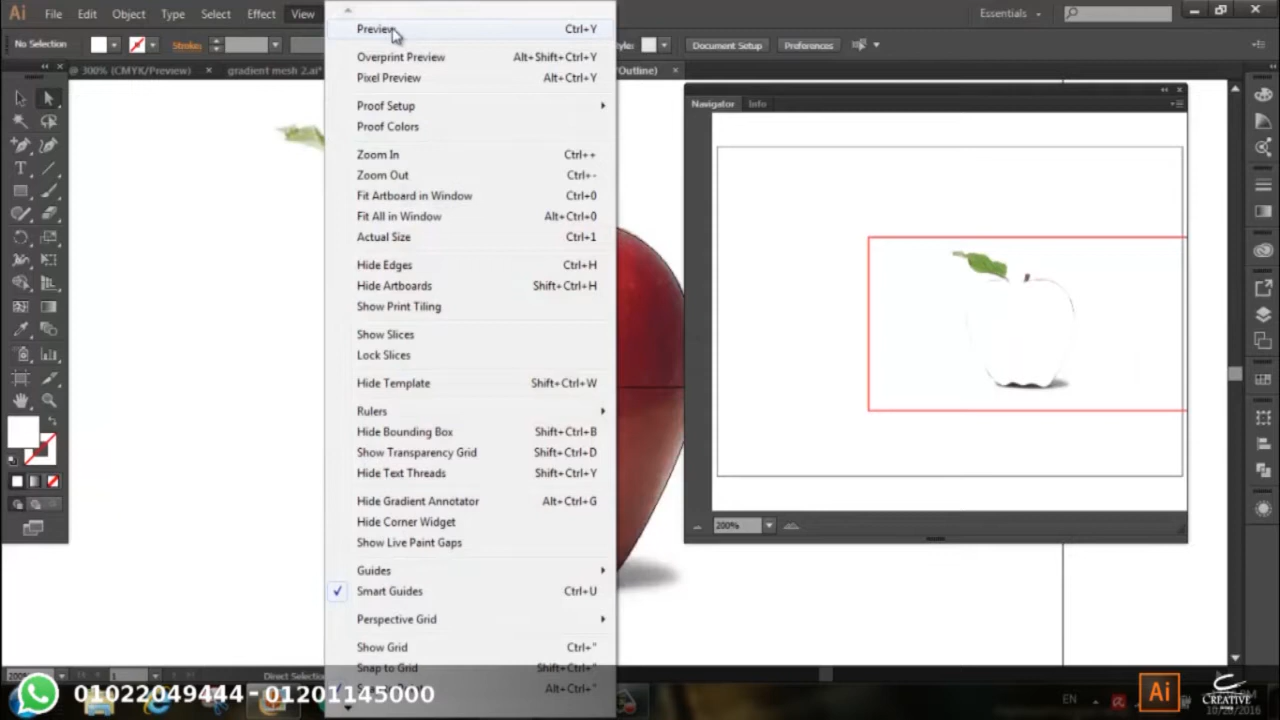 Ai File Edit Object Type Select Effect View
Essentials
No Selection
Stroke:
Style:
Document Setup
Preferences
@ 300% (CMYK/Preview) ×
gradient mesh 2.ai*
/Outline) ×
Preview Ctrl+Y
Overprint Preview Alt+Shift+Ctrl+Y
Pixel Preview Alt+Ctrl+Y
Proof Setup
Proof Colors
Zoom In Ctrl++
Zoom Out Ctrl+-
Fit Artboard in Window Ctrl+0
Fit All in Window Alt+Ctrl+0
Actual Size Ctrl+1
Hide Edges Ctrl+H
Hide Artboards Shift+Ctrl+H
Show Print Tiling
Show Slices
Lock Slices
Hide Template Shift+Ctrl+W
Rulers
Hide Bounding Box Shift+Ctrl+B
Show Transparency Grid Shift+Ctrl+D
Hide Text Threads Shift+Ctrl+Y
Hide Gradient Annotator Alt+Ctrl+G
Hide Corner Widget
Show Live Paint Gaps
Guides
Smart Guides Ctrl+U
Perspective Grid
Show Grid Ctrl+"
Snap to Grid Shift+Ctrl+"
Alt+Ctrl+"
Navigator Info
200%
200% 1 Direct Selection
01022049444 - 01201145000
EN
Ai
CREATIVE